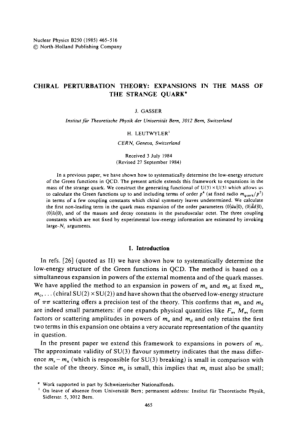 Nuclear Physics B250 (1985) 465-516
© North-Holland Publishing Company
CHIRAL PERTURBATION THEORY: EXPANSIONS IN THE MASS OF
THE STRANGE QUARK*
J. GASSER
Institut für Theoretische Physik der Universität Bern, 3012 Bern, Switzerland
H. LEUTWYLER¹
CERN, Geneva, Switzerland
Received 3 July 1984
(Revised 27 September 1984)
In a previous paper, we have shown how to systematically determine the low-energy structure
of the Green functions in QCD. The present article extends this framework to expansions in the
mass of the strange quark. We construct the generating functional of U(3) × U(3) which allows us
to calculate the Green functions up to and including terms of order p⁴ (at fixed ratio m_quark/p²)
in terms of a few coupling constants which chiral symmetry leaves undetermined. We calculate
the first non-leading term in the quark mass expansion of the order parameters ⟨0|ūu|0⟩, ⟨0|d̄d|0⟩,
⟨0|s̄s|0⟩, and of the masses and decay constants in the pseudoscalar octet. The three coupling
constants which are not fixed by experimental low-energy information are estimated by invoking
large-N_c arguments.
1. Introduction
In refs. [26] (quoted as II) we have shown how to systematically determine the
low-energy structure of the Green functions in QCD. The method is based on a
simultaneous expansion in powers of the external momenta and of the quark masses.
We have applied the method to an expansion in powers of m_u and m_d at fixed m_s,
m_c, . . . (chiral SU(2) × SU(2)) and have shown that the observed low-energy structure
of ππ scattering offers a precision test of the theory. This confirms that m_u and m_d
are indeed small parameters: if one expands physical quantities like F_π, M_π, form
factors or scattering amplitudes in powers of m_u and m_d and only retains the first
two terms in this expansion one obtains a very accurate representation of the quantity
in question.
In the present paper we extend this framework to expansions in powers of m_s.
The approximate validity of SU(3) flavour symmetry indicates that the mass differ-
ence m_s − m_u (which is responsible for SU(3) breaking) is small in comparison with
the scale of the theory. Since m_u is small, this implies that m_s must also be small;
* Work supported in part by Schweizerischer Nationalfonds.
¹ On leave of absence from Universität Bern; permanent address: Institut für Theoretische Physik,
Sidlerstr. 5, 3012 Bern.
465